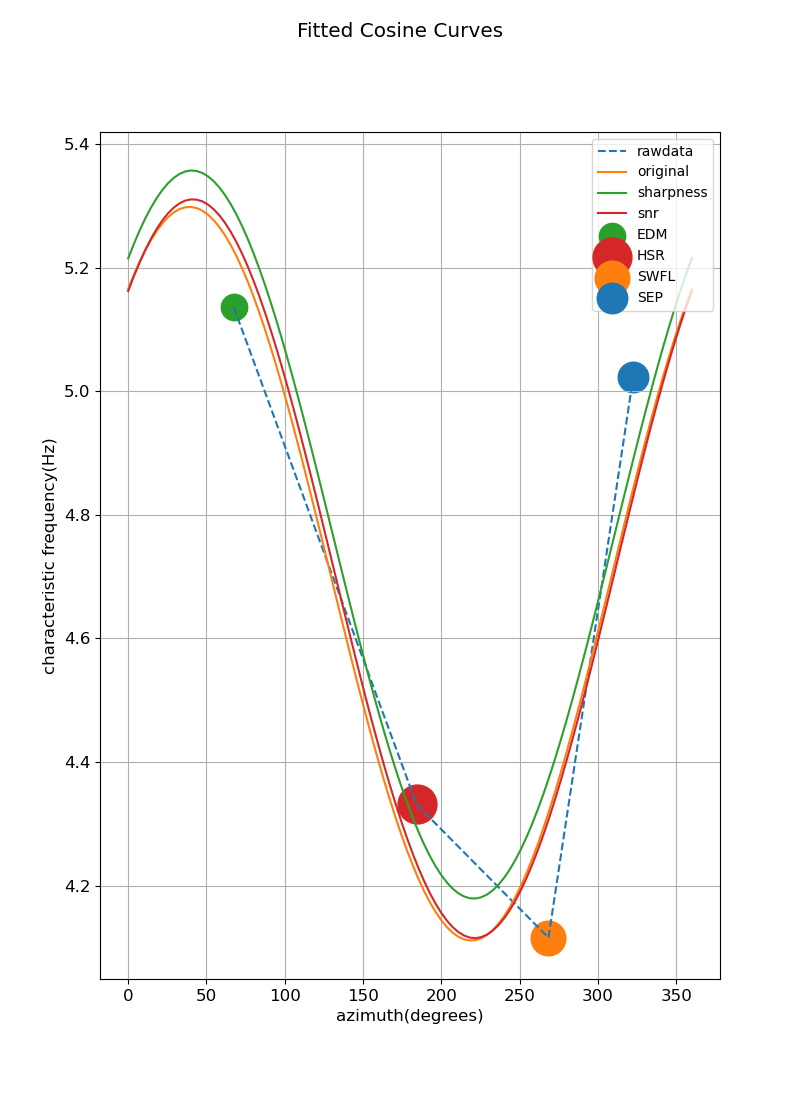 Fitted Cosine Curves
5.4
5.2
5.0
4.8
4.6
4.4
4.2
characteristic frequency(Hz)
rawdata
original
sharpness
snr
EDM
HSR
SWFL
SEP
0 50 100 150 200 250 300 350
azimuth(degrees)